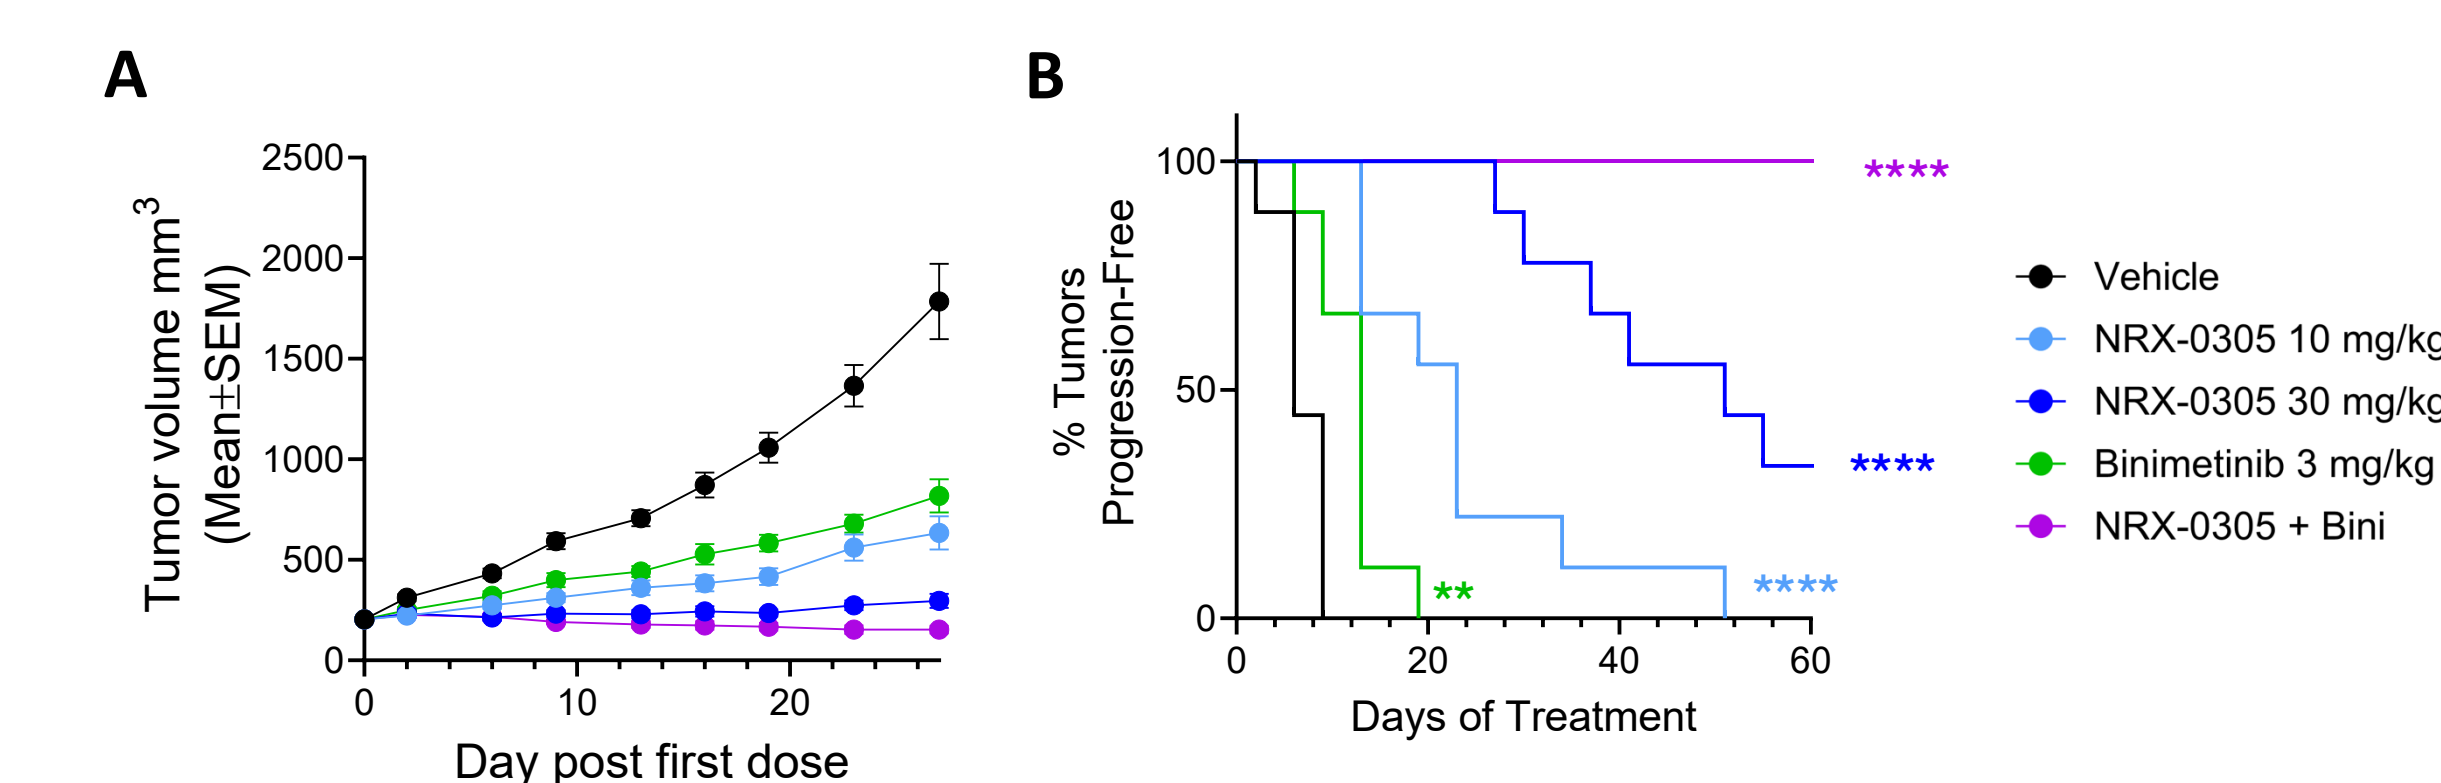 A
B
2500
2000
1500
1000
500
0
0
10
20
Tumor volume mm³
(Mean±SEM)
Day post first dose
100
50
0
0
20
40
60
% Tumors
Progression-Free
Days of Treatment
****
****
****
**
Vehicle
NRX-0305 10 mg/kg
NRX-0305 30 mg/kg
Binimetinib 3 mg/kg
NRX-0305 + Bini